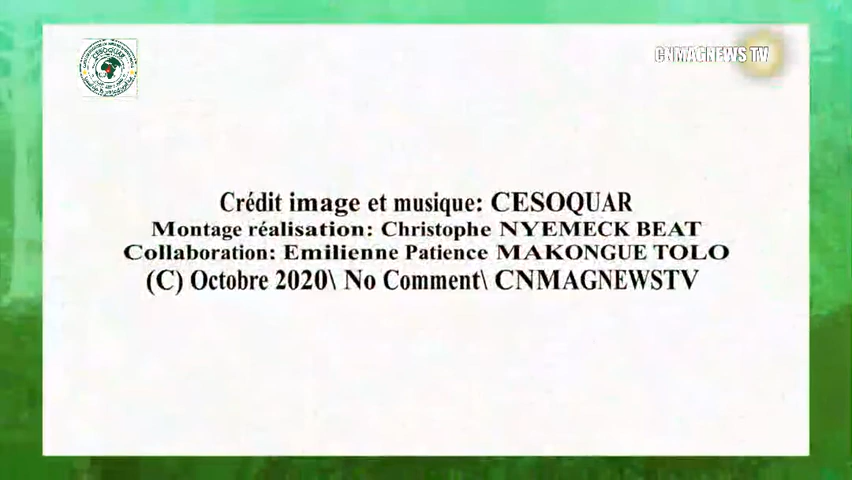 CESOQUAR
CNMAGNEWS TV
Crédit image et musique: CESOQUAR
Montage réalisation: Christophe NYEMECK BEAT
Collaboration: Emilienne Patience MAKONGUE TOLO
(C) Octobre 2020\ No Comment\ CNMAGNEWSTV